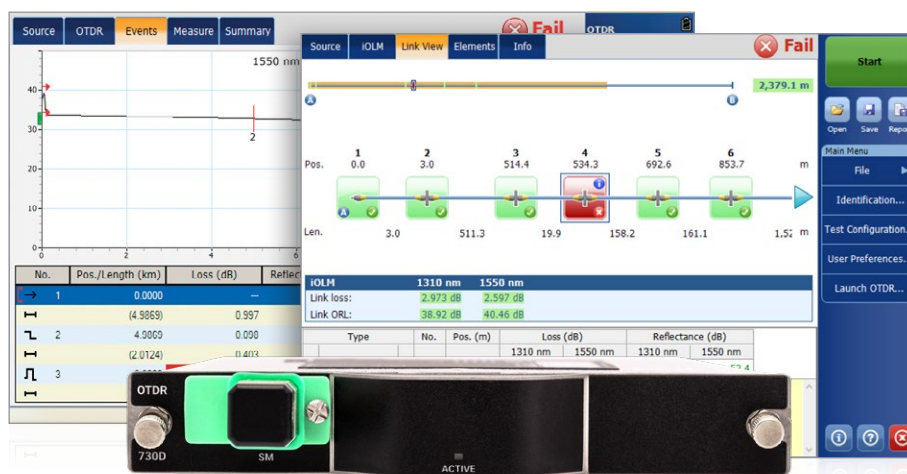 Source OTDR Events Measure Summary
Fail
OTDR
1550 nm
40
30
20
10
0
0 2 4 6
2
No. Pos./Length (km) Loss (dB)
1 0.0000 ---
(4.9869) 0.997
2 4.9869 0.090
(2.0124) 0.403
3
Source iOLM Link View Elements Info
Fail
2,379.1 m
A B
1 2 3 4 5 6
Pos. 0.0 3.0 514.4 534.3 692.6 853.7 m
A
Len. 3.0 511.3 19.9 158.2 161.1 m
iOLM 1310 nm 1550 nm
Link loss: 2.973 dB 2.597 dB
Link ORL: 38.92 dB 40.46 dB
Type No. Pos. (m) Loss (dB) Reflectance (dB)
1310 nm 1550 nm 1310 nm 1550 nm
Start
Open Save
Main Menu
File
Identification...
Test Configuration
User Preferences
Launch OTDR...
OTDR
730D
SM
ACTIVE